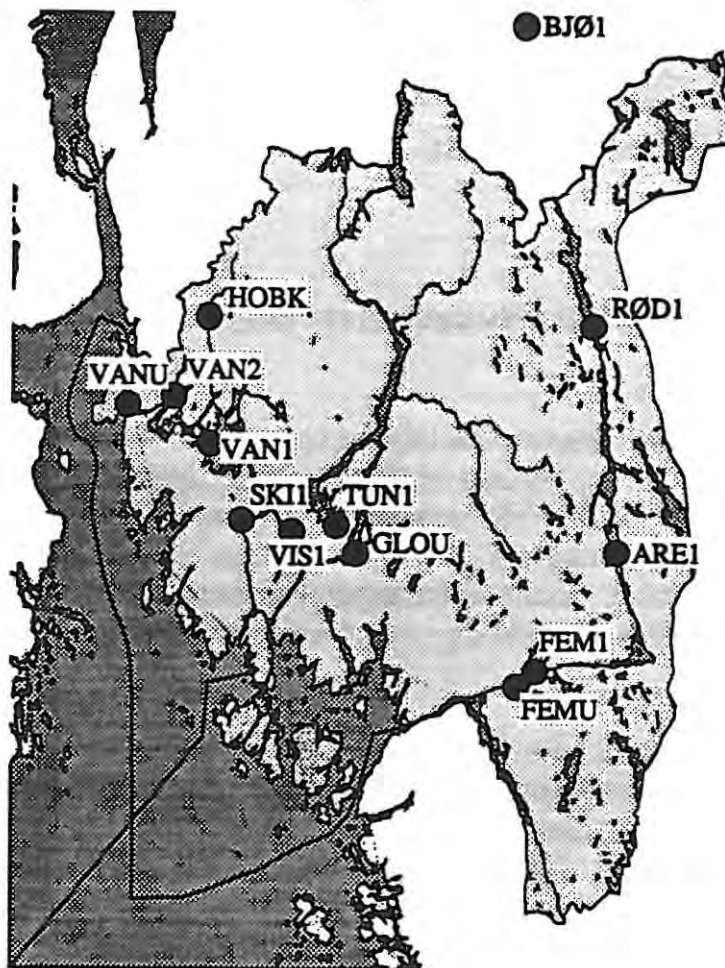 BJØ1
HOBK
RØD1
VANU
VAN2
VAN1
SKI1
TUN1
VIS1
GLOU
ARE1
FEM1
FEMU